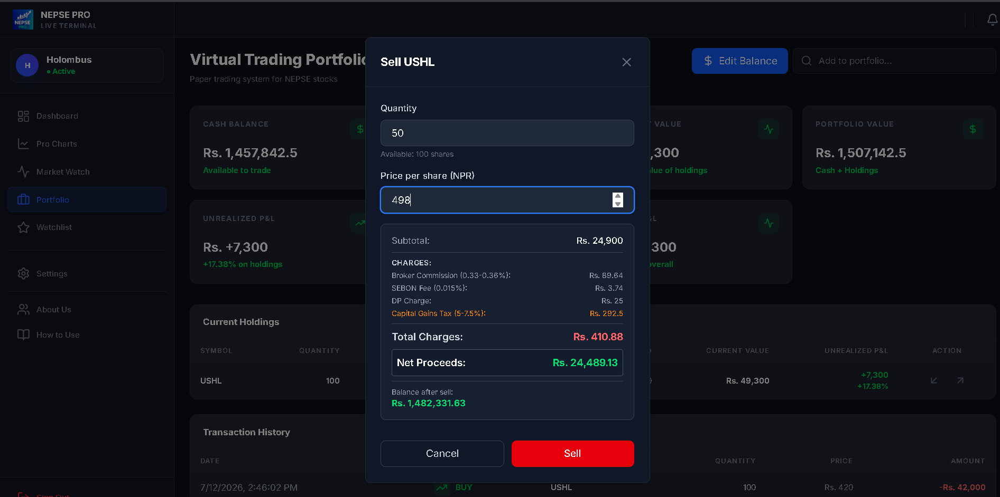 NEPSE PRO
LIVE TERMINAL
NEPSE
PRO
H
Holombus
Active
Dashboard
Pro Charts
Market Watch
Portfolio
Watchlist
Settings
About Us
How to Use
Sign Out
Virtual Trading Portfolio
Paper trading system for NEPSE stocks
$ Edit Balance
Add to portfolio...
CASH BALANCE
$
Rs. 1,457,842.5
Available to trade
VALUE
,300
lue of holdings
PORTFOLIO VALUE
$
Rs. 1,507,142.5
Cash + Holdings
UNREALIZED P&L
Rs. +7,300
+17.38% on holdings
&L
300
overall
Current Holdings
SYMBOL QUANTITY CURRENT VALUE UNREALIZED P&L ACTION
USHL 100 Rs. 49,300 +7,300
+17.38%
Transaction History
DATE QUANTITY PRICE AMOUNT
7/12/2026, 2:46:02 PM BUY USHL 100 Rs. 420 -Rs. 42,000
Sell USHL
Quantity
50
Available: 100 shares
Price per share (NPR)
498
Subtotal: Rs. 24,900
CHARGES:
Broker Commission (0.33-0.36%): Rs. 89.64
SEBON Fee (0.015%): Rs. 3.74
DP Charge: Rs. 25
Capital Gains Tax (5-7.5%): Rs. 292.5
Total Charges: Rs. 410.88
Net Proceeds: Rs. 24,489.13
Balance after sell:
Rs. 1,482,331.63
Cancel
Sell